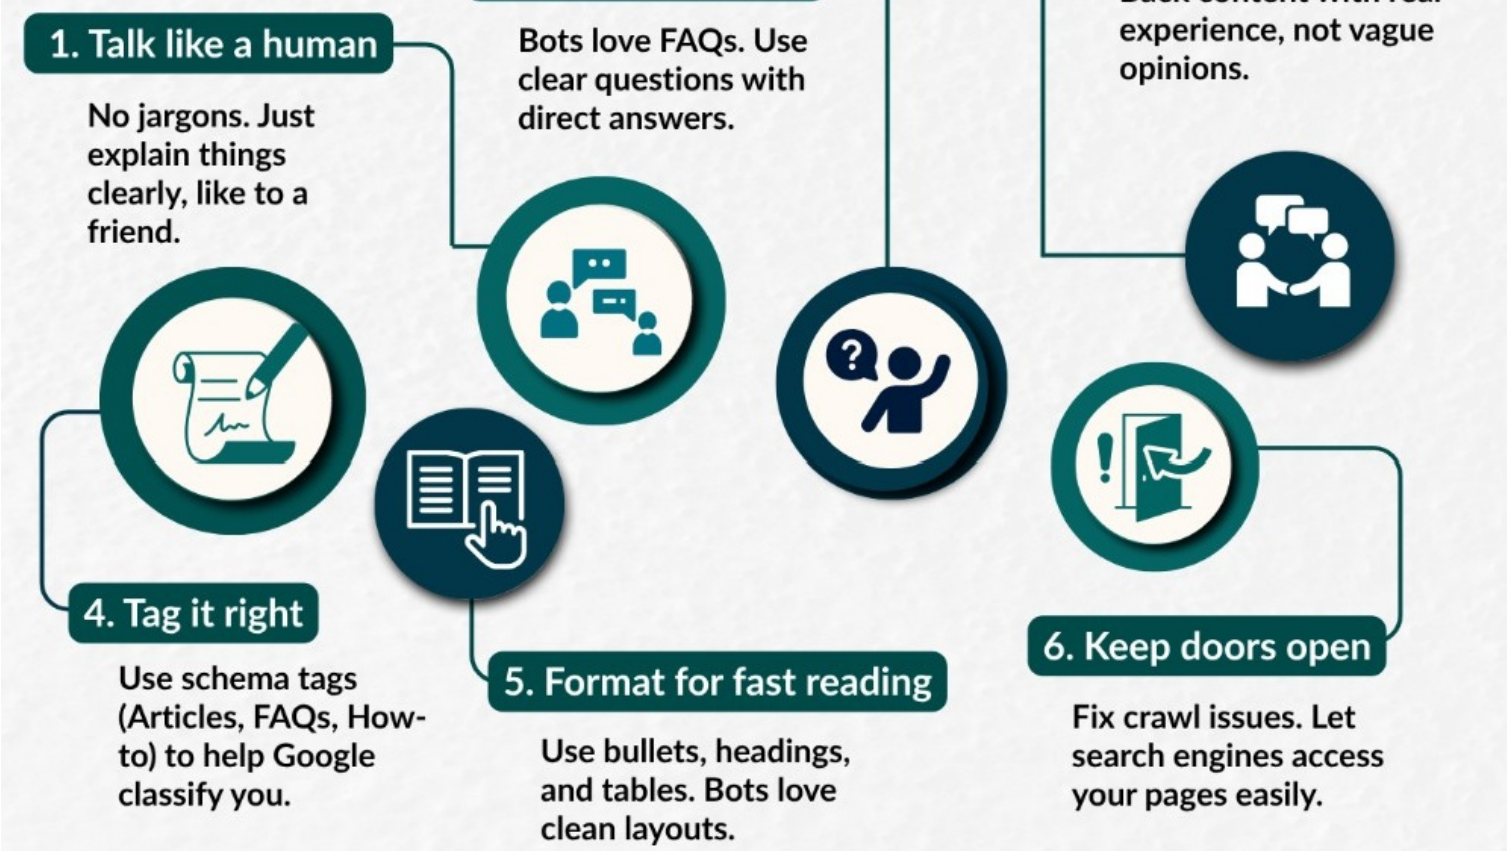 1. Talk like a human
No jargons. Just
explain things
clearly, like to a
friend.
Bots love FAQs. Use
clear questions with
direct answers.
experience, not vague
opinions.
?
4. Tag it right
Use schema tags
(Articles, FAQs, How-
to) to help Google
classify you.
5. Format for fast reading
Use bullets, headings,
and tables. Bots love
clean layouts.
6. Keep doors open
Fix crawl issues. Let
search engines access
your pages easily.